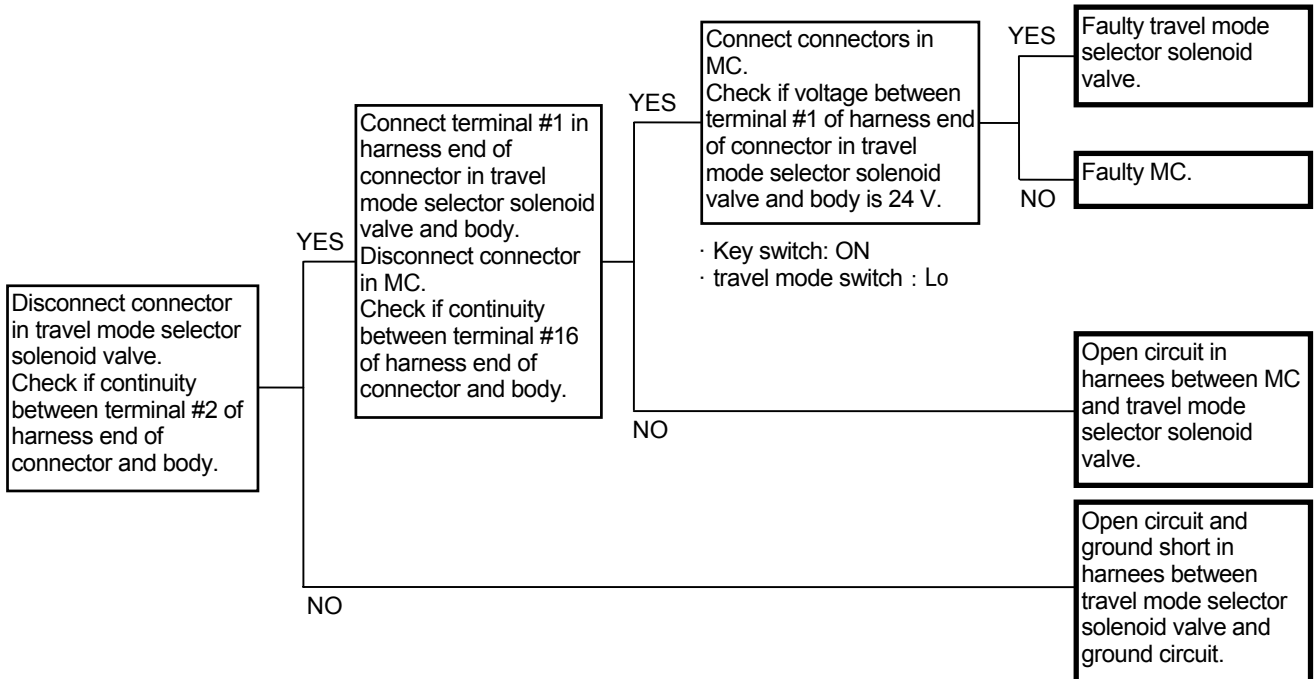 Disconnect connector
in travel mode selector
solenoid valve.
Check if continuity
between terminal #2 of
harness end of
connector and body.
YES
NO
Connect terminal #1 in
harness end of
connector in travel
mode selector solenoid
valve and body.
Disconnect connector
in MC.
Check if continuity
between terminal #16
of harness end of
connector and body.
YES
NO
Connect connectors in
MC.
Check if voltage between
terminal #1 of harness end
of connector in travel
mode selector solenoid
valve and body is 24 V.
· Key switch: ON
· travel mode switch : Lo
YES
NO
Faulty travel mode
selector solenoid
valve.
Faulty MC.
Open circuit in
harnees between MC
and travel mode
selector solenoid
valve.
Open circuit and
ground short in
harnees between
travel mode selector
solenoid valve and
ground circuit.